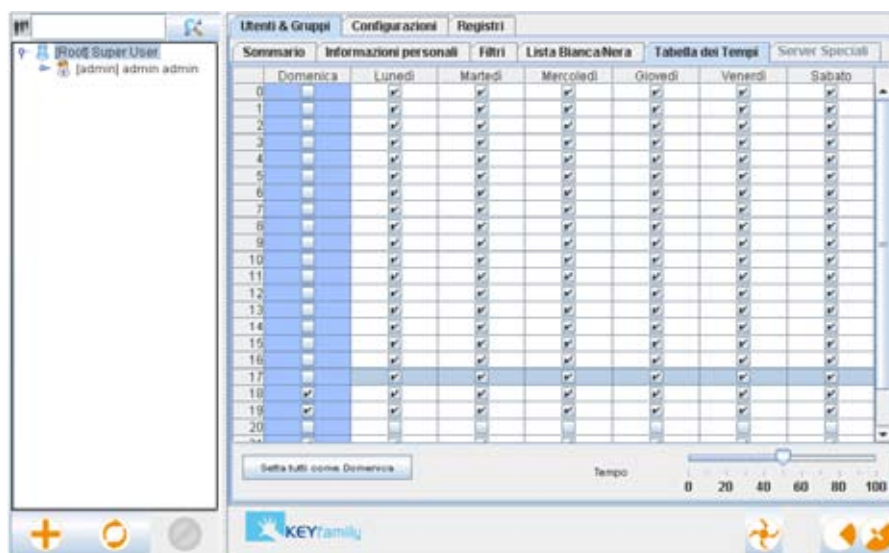 Utenti & Gruppi Configurazioni Registri
[Root] Super User
[admin] admin admin
Sommario Informazioni personali Filtri Lista Bianca/Nera Tabella dei Tempi Server Speciali
Domenica Lunedì Martedì Mercoledì Giovedì Venerdì Sabato
0
1
2
3
4
5
6
7
8
9
10
11
12
13
14
15
16
17
18
19
20
Setta tutti come Domenica
Tempo
0 20 40 60 80 100
KEYfamily